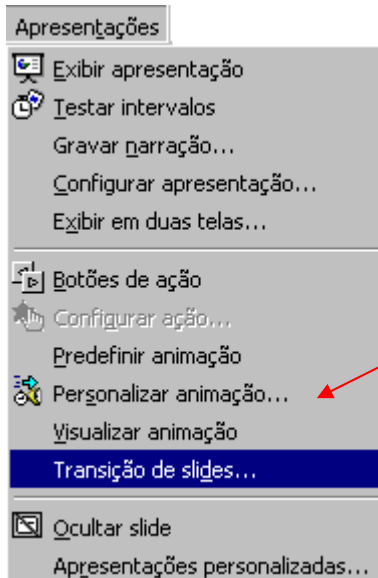 Apresentações
Exibir apresentação
Testar intervalos
Gravar narração...
Configurar apresentação...
Exibir em duas telas...
Botões de ação
Configurar ação...
Predefinir animação
Personalizar animação...
Visualizar animação
Transição de slides...
Ocultar slide
Apresentações personalizadas...